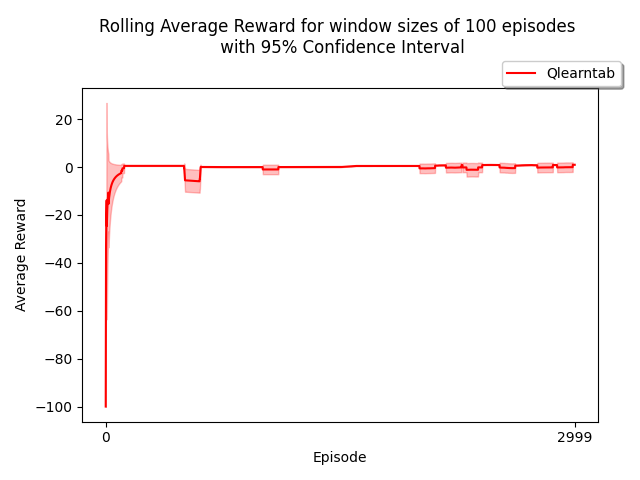 Rolling Average Reward for window sizes of 100 episodes
with 95% Confidence Interval
Qlearntab
20
0
−20
−40
−60
−80
−100
Average Reward
0
2999
Episode